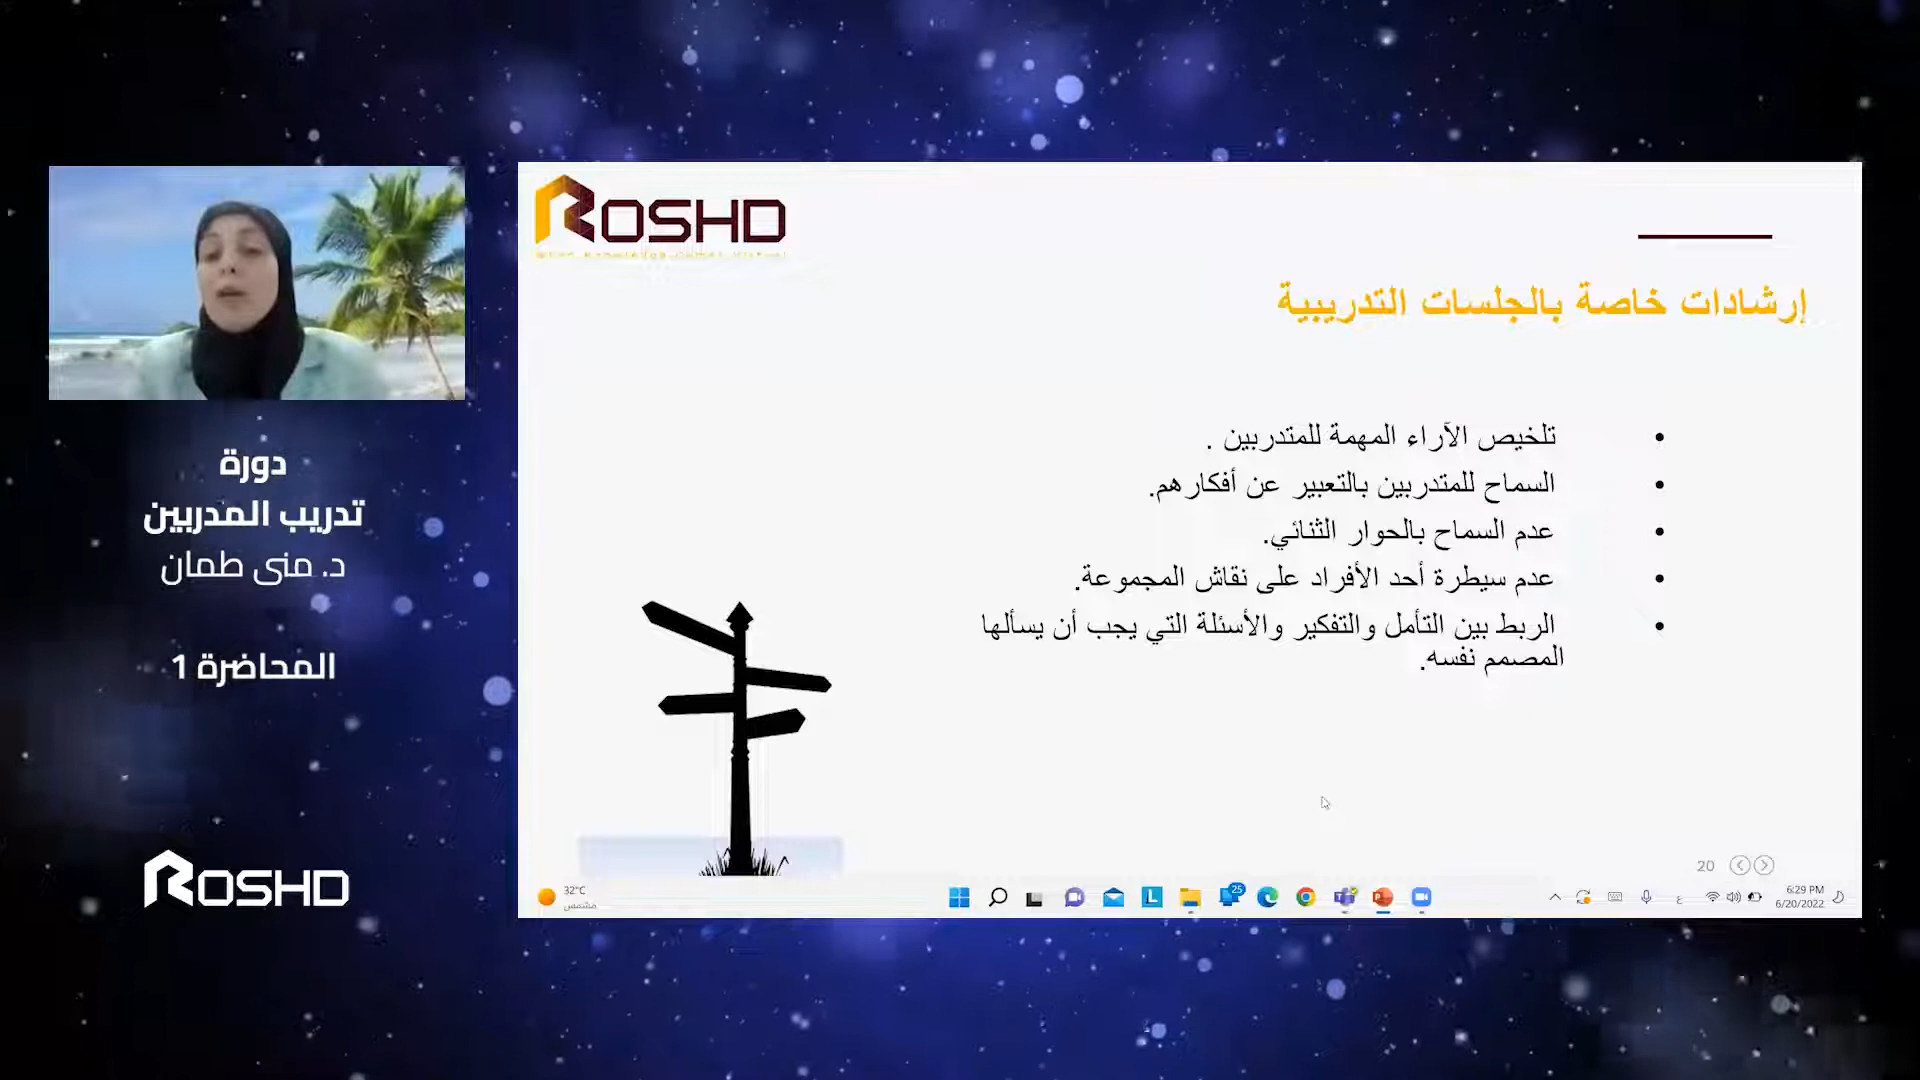 ROSHD
إرشادات خاصة بالجلسات التدريبية
• تلخيص الآراء المهمة للمتدربين .
• السماح للمتدربين بالتعبير عن أفكارهم.
• عدم السماح بالحوار الثنائي.
• عدم سيطرة أحد الأفراد على نقاش المجموعة.
• الربط بين التأمل والتفكير والأسئلة التي يجب أن يسألها
المصمم نفسه.
20
دورة
تدريب المدربين
د. منى طمان
المحاضرة 1
ROSHD
32°C
مشمس
L
25
ع
6:29 PM
6/20/2022